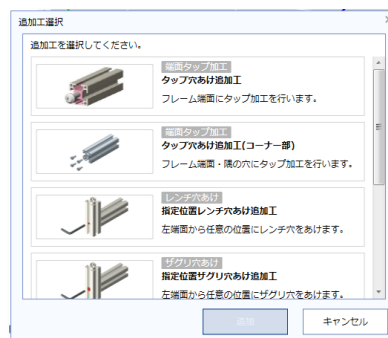 追加工選択
追加工を選択してください。
端面タップ加工
タップ穴あけ追加工
フレーム端面にタップ加工を行います。
端面タップ加工
タップ穴あけ追加工(コーナー部)
フレーム端面・隅の穴にタップ加工を行います。
レンチ穴あけ
指定位置レンチ穴あけ追加工
左端面から任意の位置にレンチ穴をあけます。
ザグリ穴あけ
指定位置ザグリ穴あけ追加工
左端面から任意の位置にザグリ穴をあけます。
追加
キャンセル